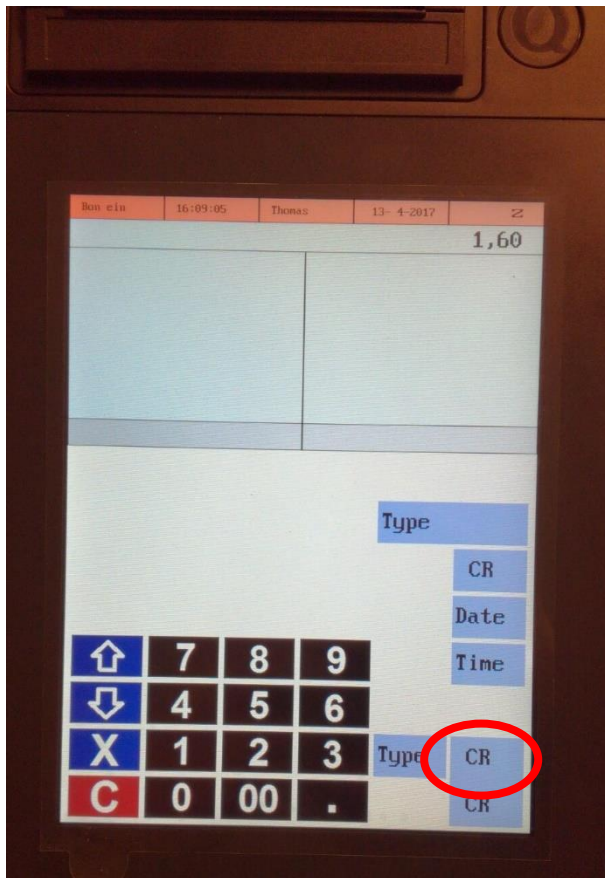 Q
Bon ein 16:09:05 Thomas 13- 4-2017 Z
1,60
Type
CR
Date
7 8 9 Time
4 5 6
X 1 2 3 Type CR
C 0 00 . CR